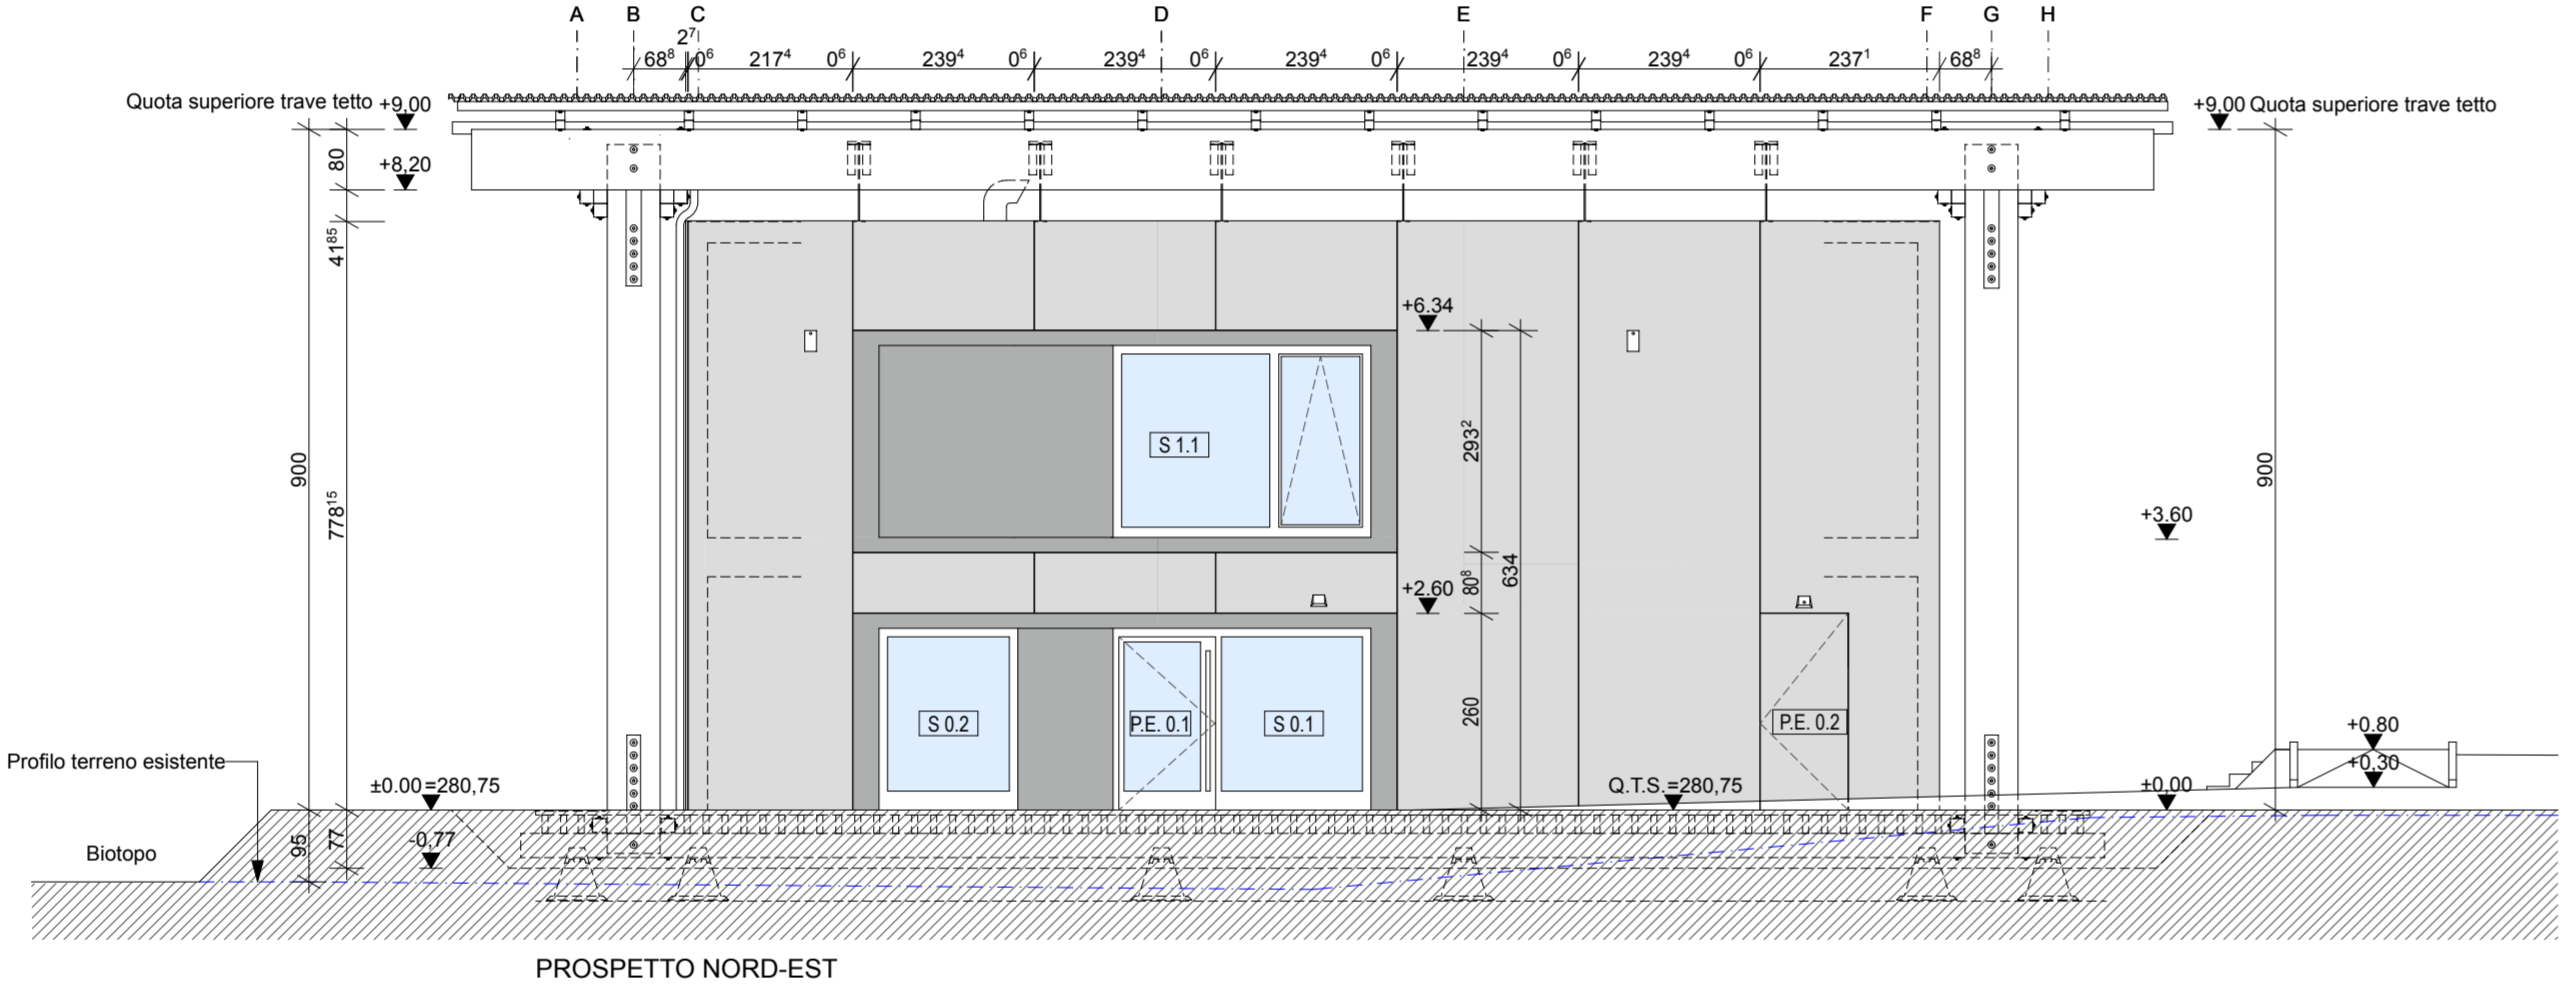 A B C D E F G H
2⁷
68⁸ 0⁶ 217⁴ 0⁶ 239⁴ 0⁶ 239⁴ 0⁶ 239⁴ 0⁶ 239⁴ 0⁶ 239⁴ 0⁶ 237¹ 68⁸
Quota superiore trave tetto +9,00
+9,00 Quota superiore trave tetto
80
+8,20
41⁸⁵
+6.34
293²
S 1.1
900
778¹⁵
900
+3.60
634
80⁸
+2.60
260
S 0.2
P.E. 0.1
S 0.1
P.E. 0.2
+0.80
+0,30
Profilo terreno esistente
±0.00=280,75
Q.T.S.=280,75
±0,00
95
77
-0,77
Biotopo
PROSPETTO NORD-EST